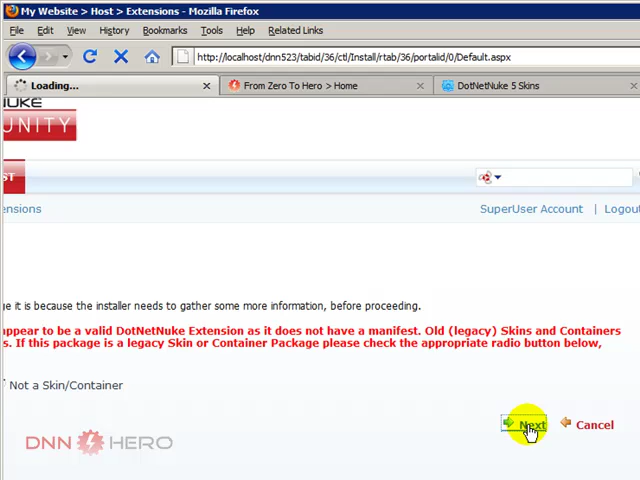 My Website > Host > Extensions - Mozilla Firefox
File Edit View History Bookmarks Tools Help Related Links
http://localhost/dnn523/tabid/36/ctl/Install/rtab/36/portalid/0/Default.aspx
Loading... From Zero To Hero > Home DotNetNuke 5 Skins
NUKE
UNITY
ST
ensions SuperUser Account | Logou
ge it is because the installer needs to gather some more information, before proceeding.
appear to be a valid DotNetNuke Extension as it does not have a manifest. Old (legacy) Skins and Containers
s. If this package is a legacy Skin or Container Package please check the appropriate radio button below,
Not a Skin/Container
Next Cancel
DNN HERO